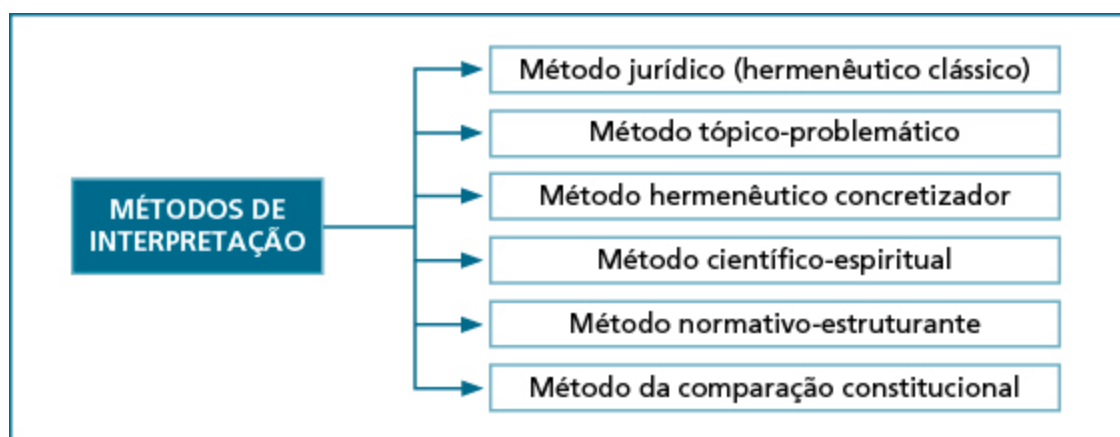 MÉTODOS DE
INTERPRETAÇÃO
Método jurídico (hermenêutico clássico)
Método tópico-problemático
Método hermenêutico concretizador
Método científico-espiritual
Método normativo-estruturante
Método da comparação constitucional